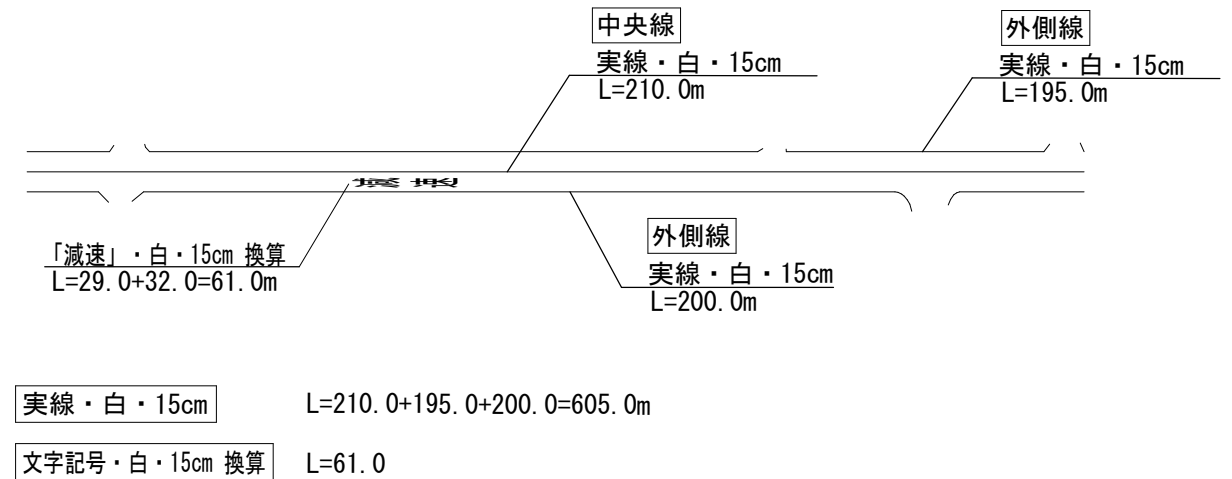 中央線
実線・白・15cm
L=210.0m
外側線
実線・白・15cm
L=195.0m
減速
「減速」・白・15cm 換算
L=29.0+32.0=61.0m
外側線
実線・白・15cm
L=200.0m
実線・白・15cm
L=210.0+195.0+200.0=605.0m
文字記号・白・15cm 換算
L=61.0